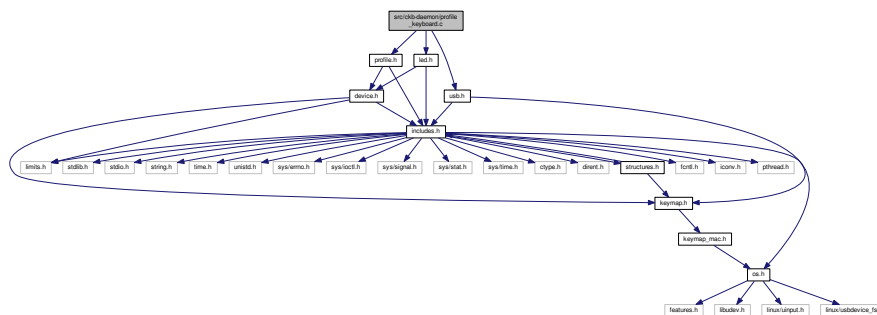 src/ckb-daemon/profile
_keyboard.c
profile.h
led.h
device.h
usb.h
includes.h
limits.h
stdlib.h
stdio.h
string.h
time.h
unistd.h
sys/errno.h
sys/ioctl.h
sys/signal.h
sys/stat.h
sys/time.h
ctype.h
dirent.h
structures.h
fcntl.h
iconv.h
pthread.h
keymap.h
keymap_mac.h
os.h
features.h
libudev.h
linux/uinput.h
linux/usbdevice_fs